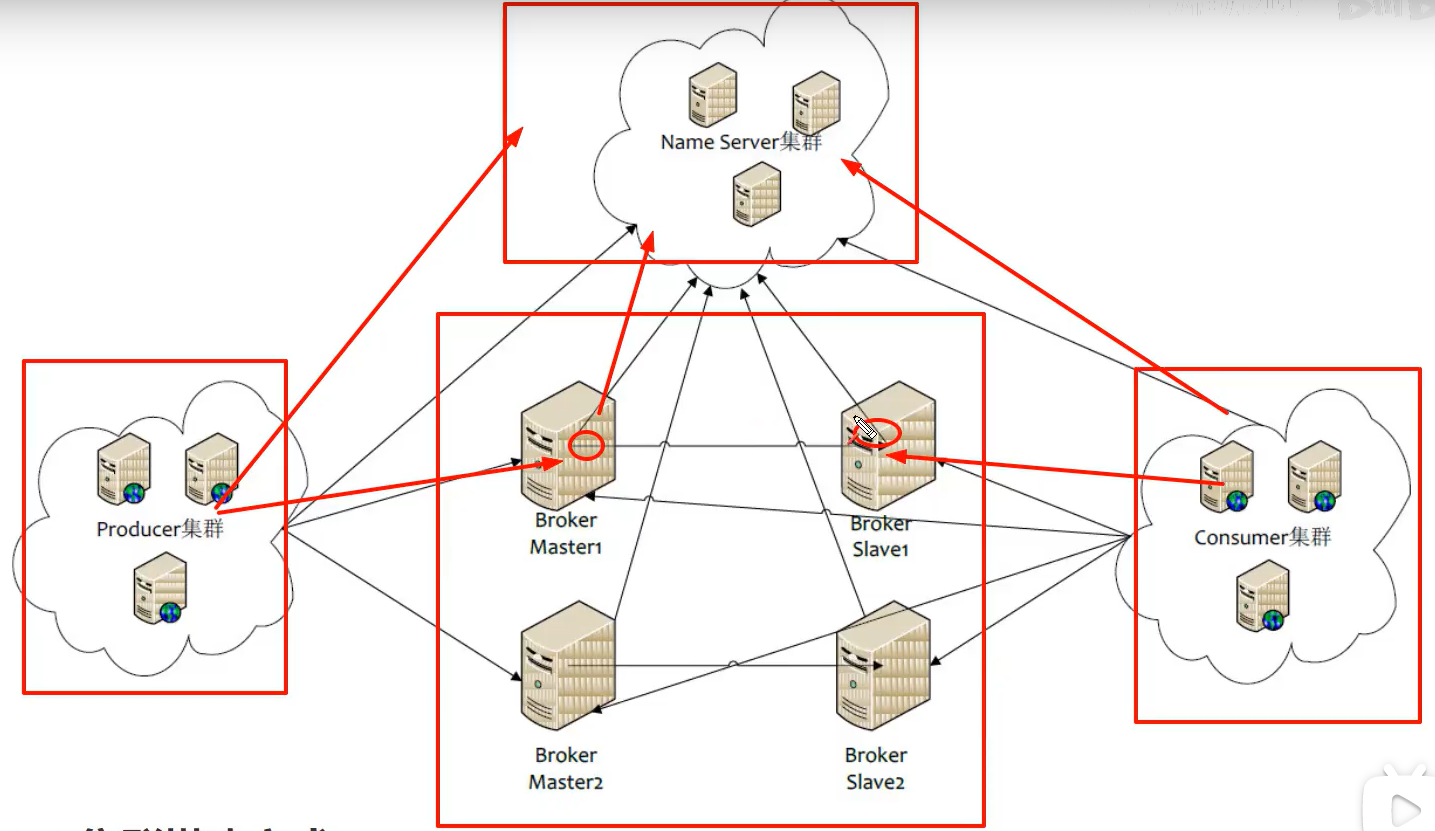 Name Server集群
Producer集群
Consumer集群
Broker
Master1
Broker
Slave1
Broker
Master2
Broker
Slave2